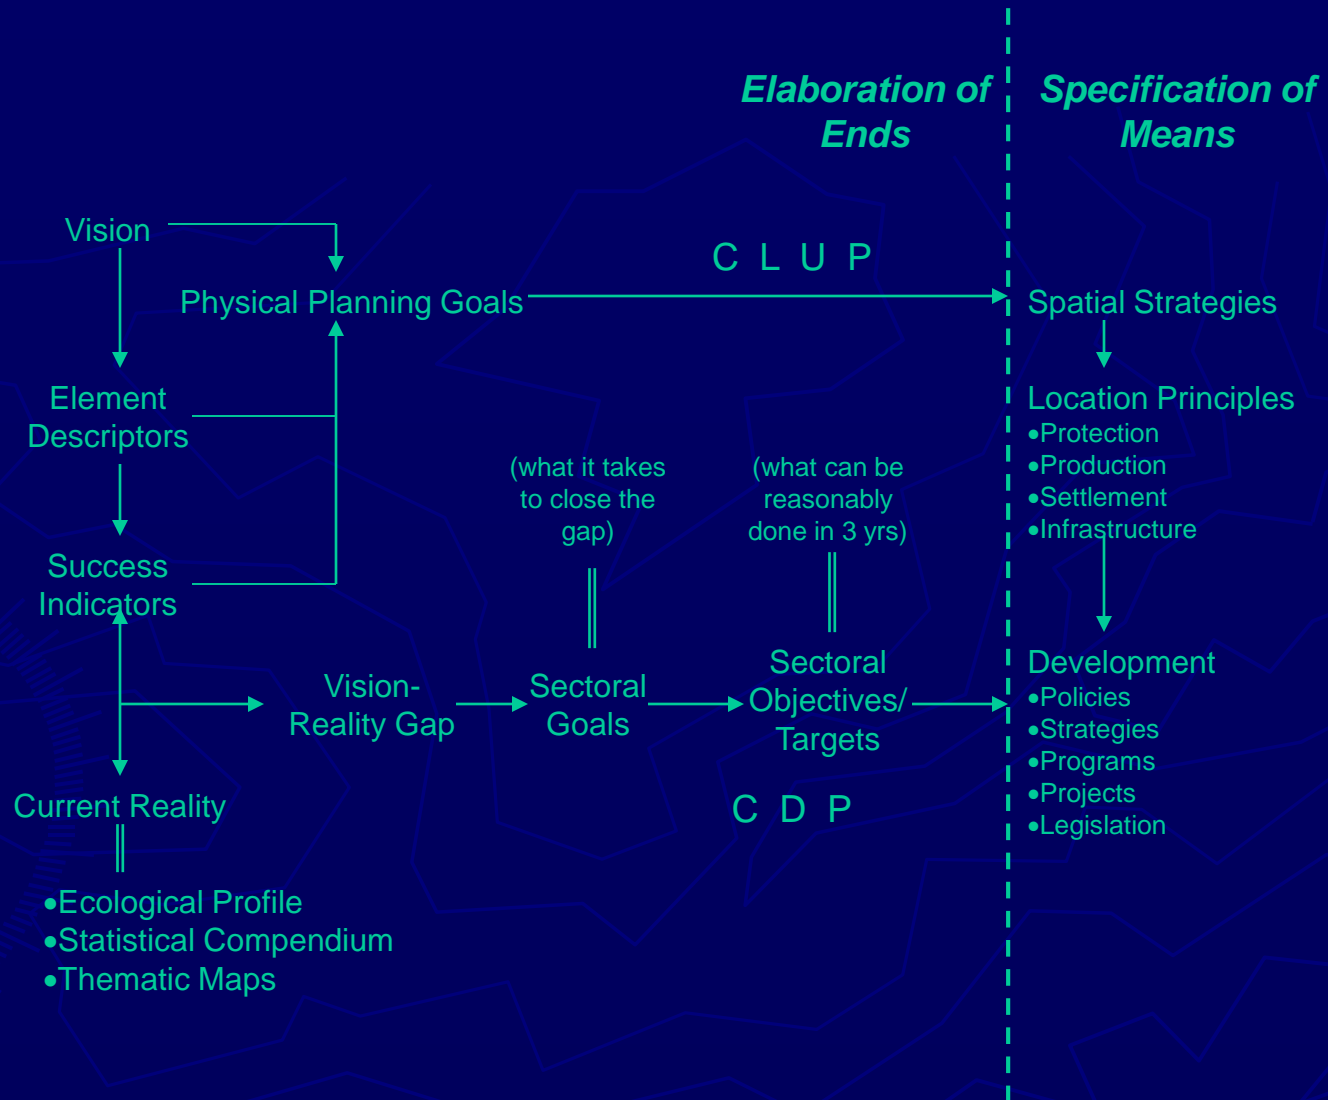 Elaboration of
Ends
Specification of
Means
Vision
C L U P
Physical Planning Goals
Spatial Strategies
Element
Descriptors
Location Principles
•Protection
•Production
•Settlement
•Infrastructure
(what it takes
to close the
gap)
(what can be
reasonably
done in 3 yrs)
Success
Indicators
Vision-
Reality Gap
Sectoral
Goals
Sectoral
Objectives/
Targets
Development
•Policies
•Strategies
•Programs
•Projects
•Legislation
Current Reality
C D P
•Ecological Profile
•Statistical Compendium
•Thematic Maps